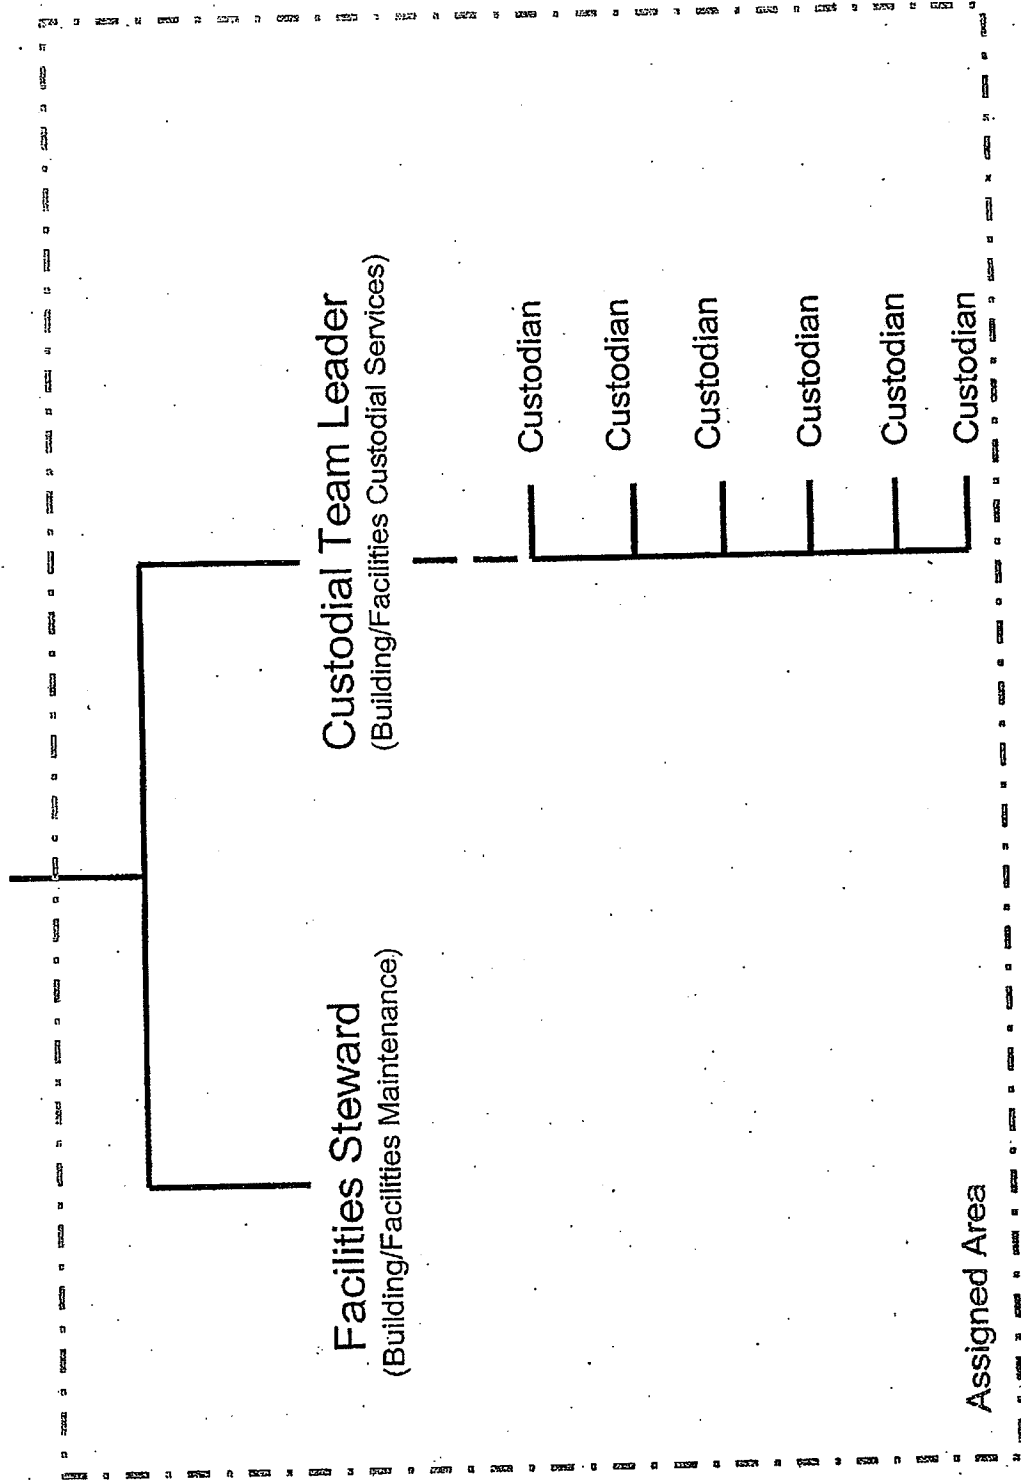 Facilities Steward
(Building/Facilities Maintenance)
Custodial Team Leader
(Building/Facilities Custodial Services)
Custodian
Custodian
Custodian
Custodian
Custodian
Custodian
Assigned Area